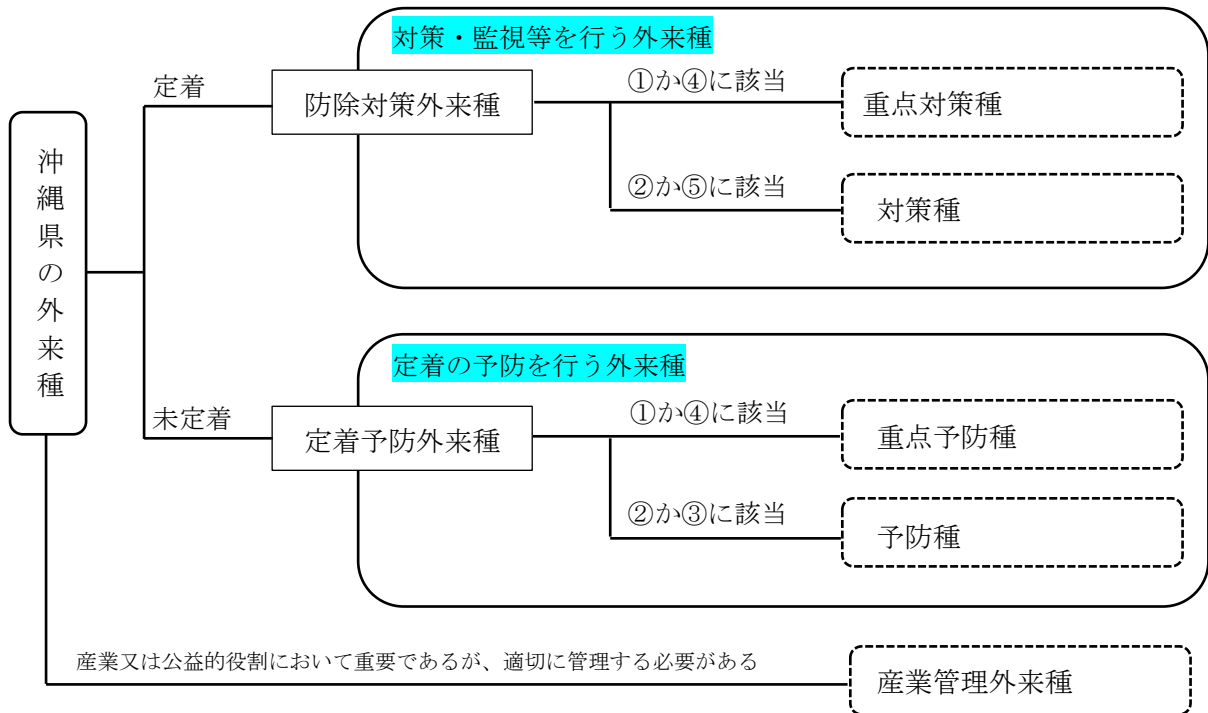 沖縄県の外来種
定着
対策・監視等を行う外来種
防除対策外来種
①か④に該当
重点対策種
②か⑤に該当
対策種
未定着
定着の予防を行う外来種
定着予防外来種
①か④に該当
重点予防種
②か③に該当
予防種
産業又は公益的役割において重要であるが、適切に管理する必要がある
産業管理外来種